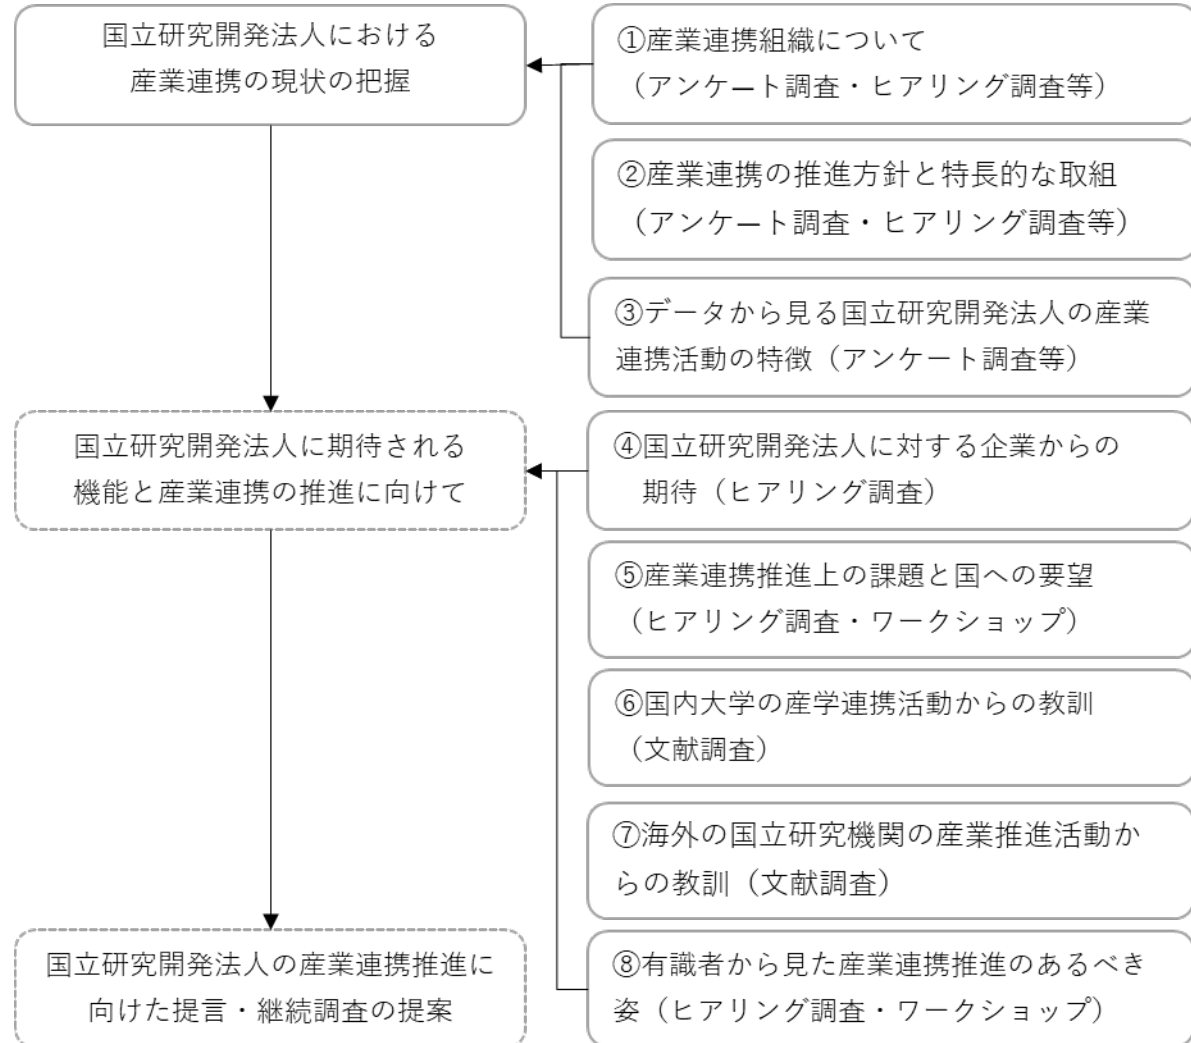 国立研究開発法人における
産業連携の現状の把握
①産業連携組織について
（アンケート調査・ヒアリング調査等）
②産業連携の推進方針と特長的な取組
（アンケート調査・ヒアリング調査等）
③データから見る国立研究開発法人の産業
連携活動の特徴（アンケート調査等）
国立研究開発法人に期待される
機能と産業連携の推進に向けて
④国立研究開発法人に対する企業からの
期待（ヒアリング調査）
⑤産業連携推進上の課題と国への要望
（ヒアリング調査・ワークショップ）
⑥国内大学の産学連携活動からの教訓
（文献調査）
⑦海外の国立研究機関の産業推進活動か
らの教訓（文献調査）
国立研究開発法人の産業連携推進に
向けた提言・継続調査の提案
⑧有識者から見た産業連携推進のあるべき
姿（ヒアリング調査・ワークショップ）